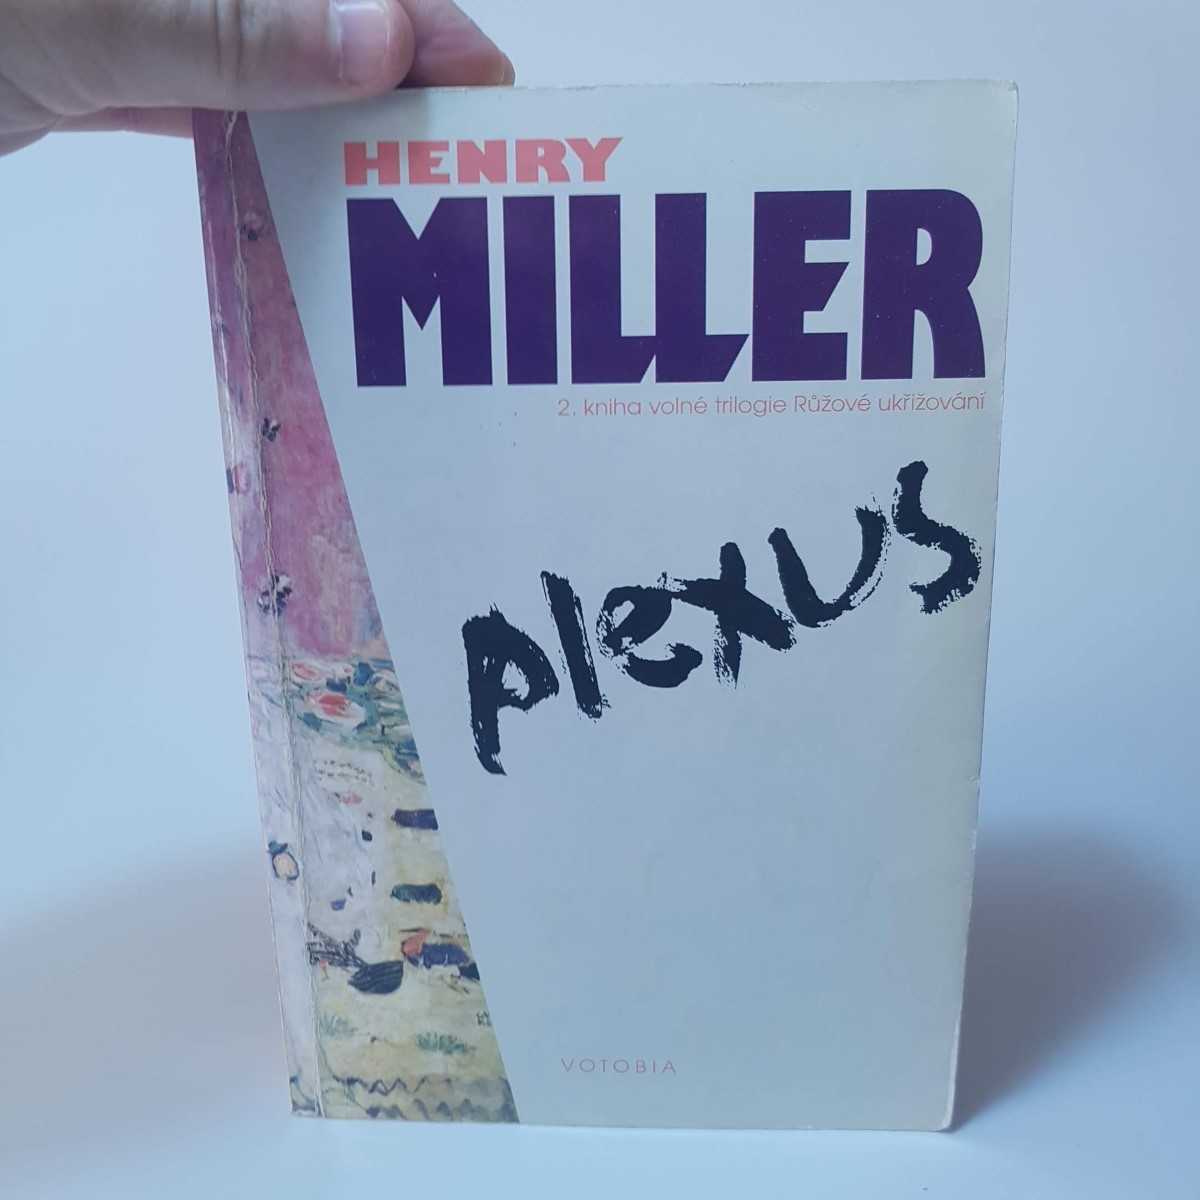 HENRY
MILLER
2. kniha volné trilogie Růžové ukřižování
plexus
VOTOBIA